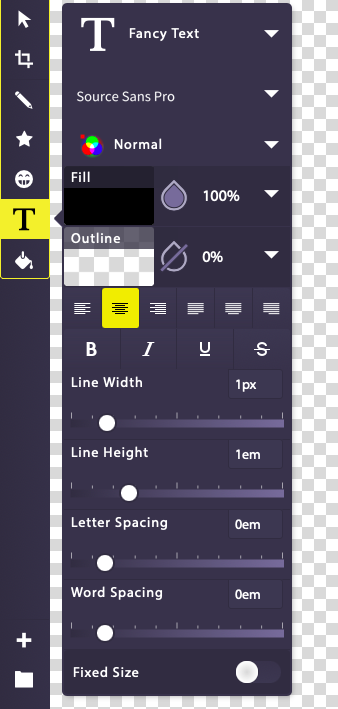 T Fancy Text
Source Sans Pro
Normal
Fill
100%
Outline
0%
B I U S
Line Width 1px
Line Height 1em
Letter Spacing 0em
Word Spacing 0em
Fixed Size
T